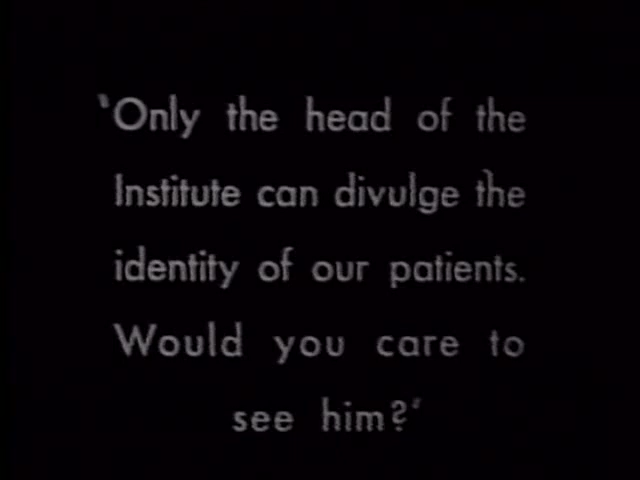 'Only the head of the
Institute can divulge the
identity of our patients.
Would you care to
see him?'